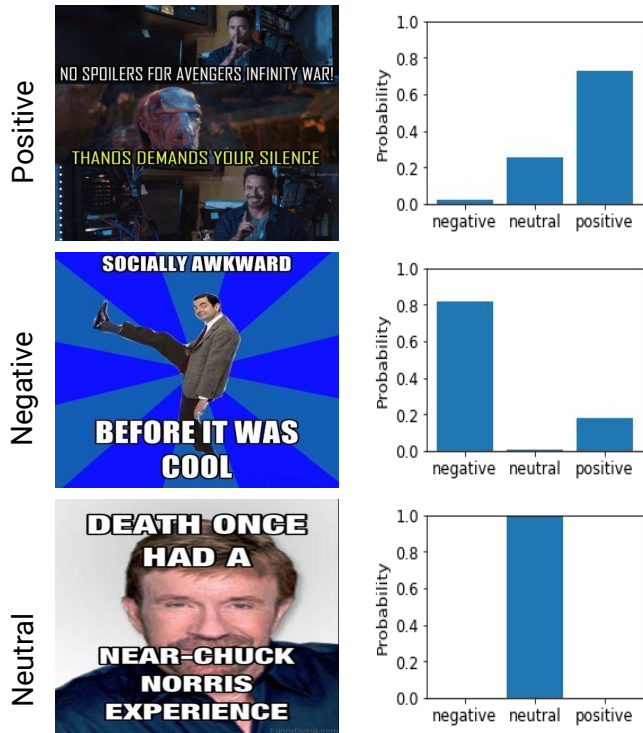 Positive
NO SPOILERS FOR AVENGERS INFINITY WAR!
THANOS DEMANDS YOUR SILENCE
Probability
1.0
0.8
0.6
0.4
0.2
0.0
negative neutral positive
Negative
SOCIALLY AWKWARD
BEFORE IT WAS
COOL
Probability
1.0
0.8
0.6
0.4
0.2
0.0
negative neutral positive
Neutral
DEATH ONCE
HAD A
NEAR-CHUCK
NORRIS
EXPERIENCE
Probability
1.0
0.8
0.6
0.4
0.2
0.0
negative neutral positive